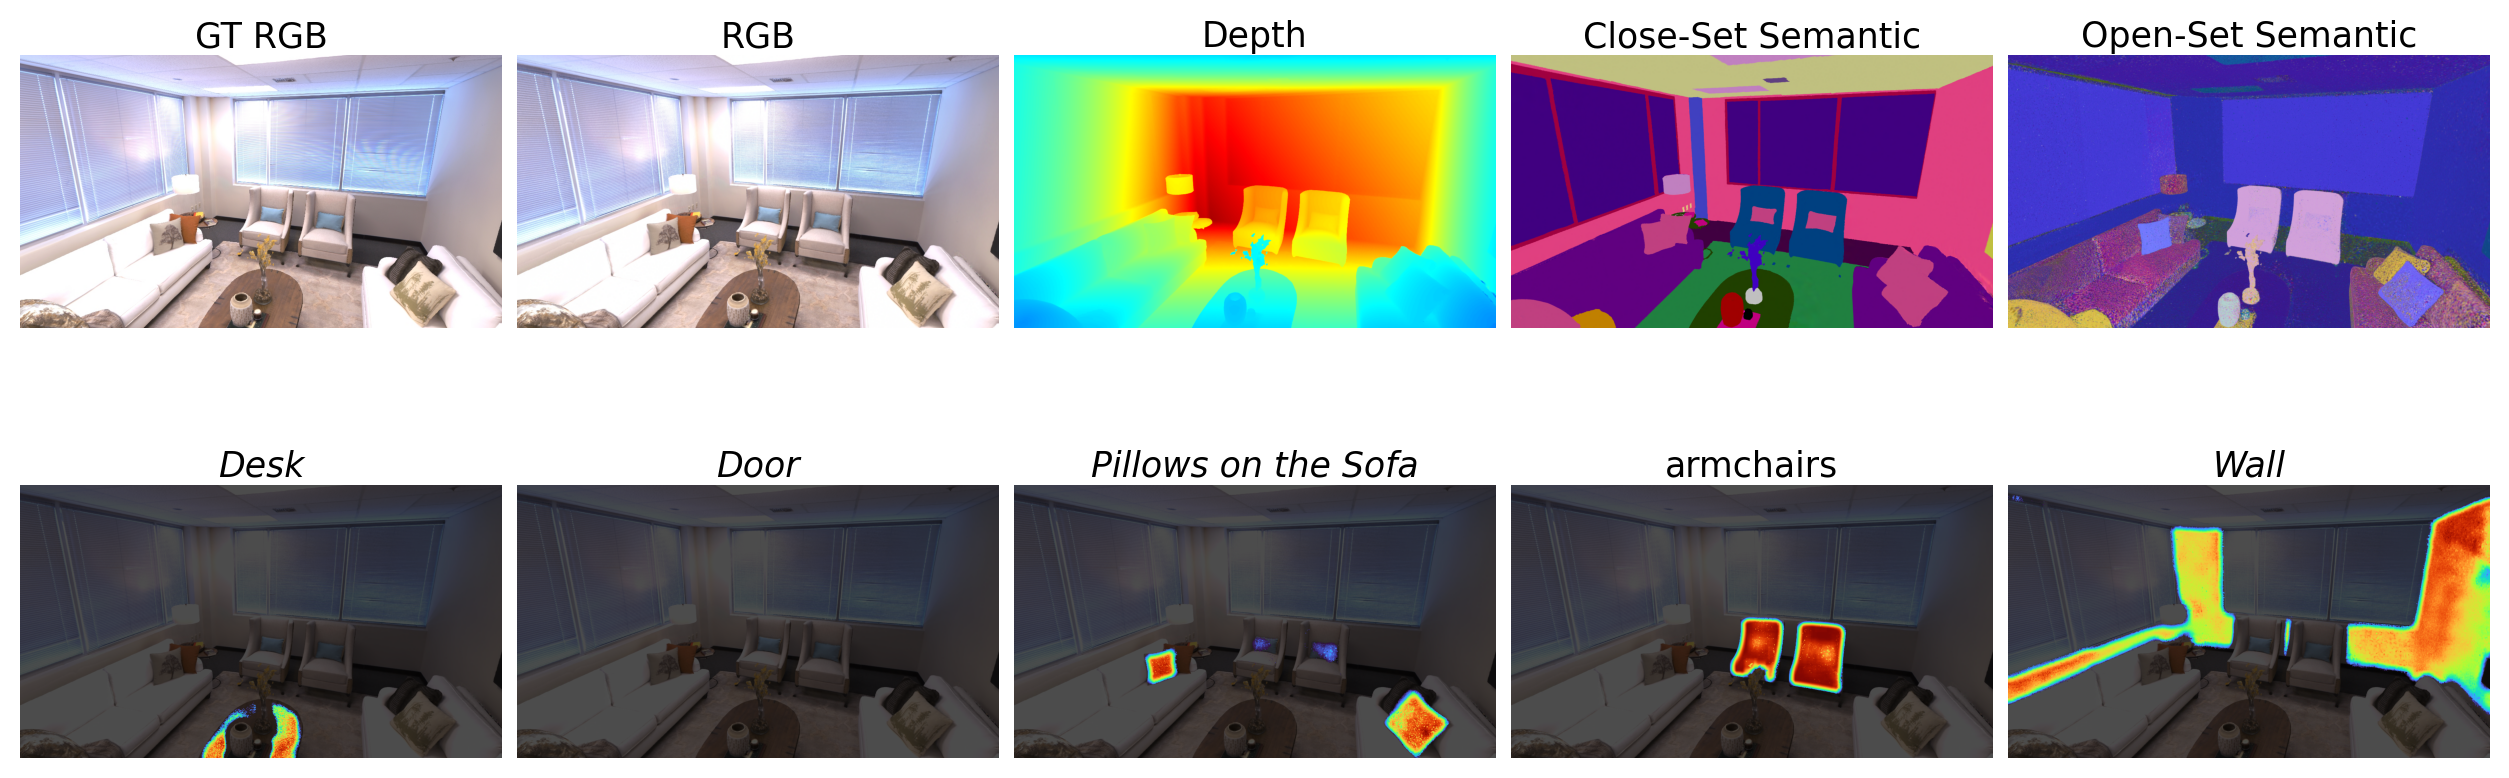 GT RGB
RGB
Depth
Close-Set Semantic
Open-Set Semantic
Desk
Door
Pillows on the Sofa
armchairs
Wall